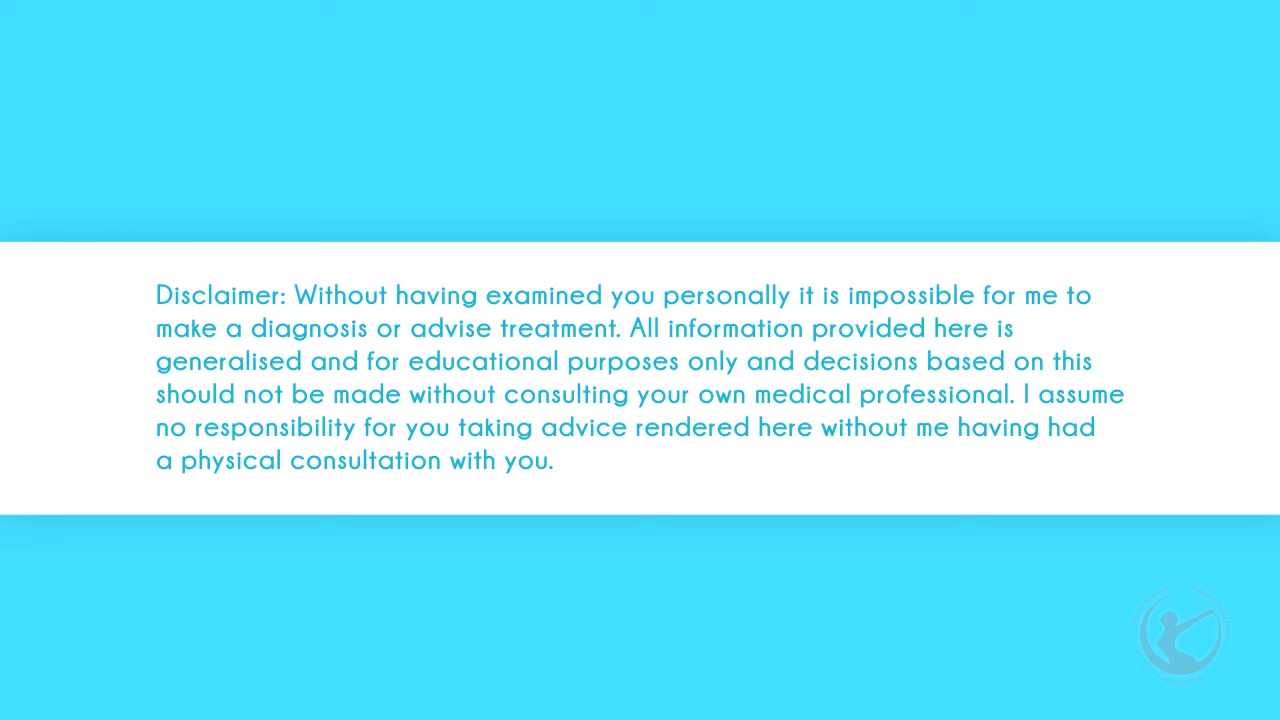 Disclaimer: Without having examined you personally it is impossible for me to
make a diagnosis or advise treatment. All information provided here is
generalised and for educational purposes only and decisions based on this
should not be made without consulting your own medical professional. I assume
no responsibility for you taking advice rendered here without me having had
a physical consultation with you.